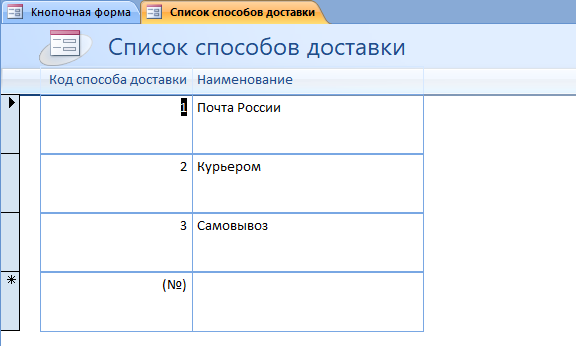 Кнопочная форма Список способов доставки
Список способов доставки
Код способа доставки Наименование
1 Почта России
2 Курьером
3 Самовывоз
(№)